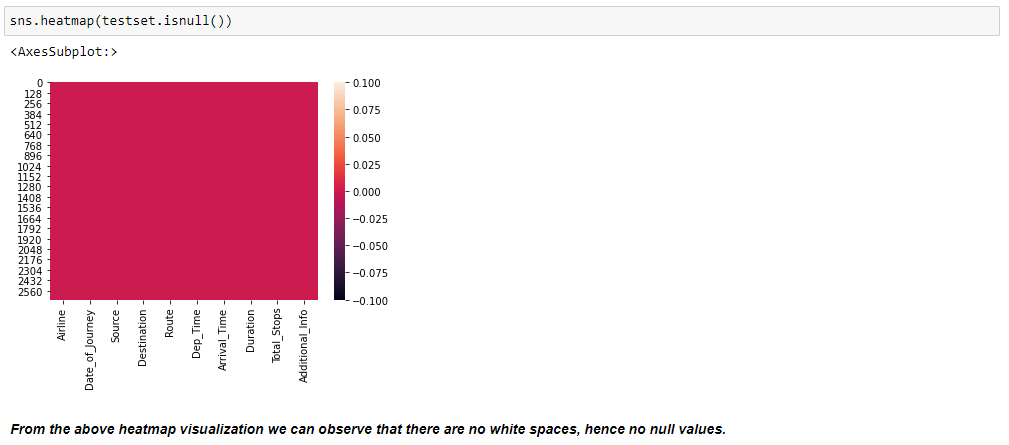 sns.heatmap(testset.isnull())
<AxesSubplot:>
0
128
256
384
512
640
768
896
1024
1152
1280
1408
1536
1664
1792
1920
2048
2176
2304
2432
2560
0.100
0.075
0.050
0.025
0.000
−0.025
−0.050
−0.075
−0.100
Airline
Date_of_Journey
Source
Destination
Route
Dep_Time
Arrival_Time
Duration
Total_Stops
Additional_Info
From the above heatmap visualization we can observe that there are no white spaces, hence no null values.